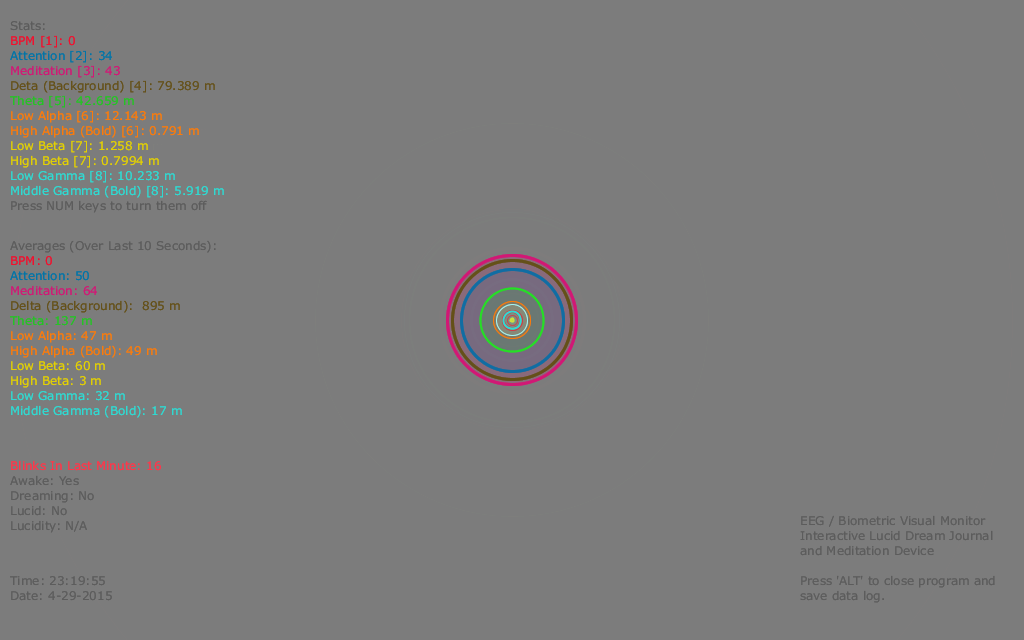 Stats:
BPM [1]: 0
Attention [2]: 34
Meditation [3]: 43
Deta (Background) [4]: 79.389 m
Theta [5]: m
Low Alpha [6]: 12.143 m
High Alpha (Bold) [6]: 0.791 m
Low Beta [7]: 1.258 m
High Beta [7]: 0.7994 m
Low Gamma [8]: 10.233 m
Middle Gamma (Bold) [8]: 5.919 m
Press NUM keys to turn them off
Averages (Over Last 10 Seconds):
BPM: 0
Attention: 50
Meditation: 64
Delta (Background): 895 m
Theta: m
Low Alpha: 47 m
High Alpha (Bold): 49 m
Low Beta: 60 m
High Beta: 3 m
Low Gamma: 32 m
Middle Gamma (Bold): 17 m
Blinks In Last Minute: 16
Awake: Yes
Dreaming: No
Lucid: No
Lucidity: N/A
Time: 23:19:55
Date: 4-29-2015
EEG / Biometric Visual Monitor
Interactive Lucid Dream Journal
and Meditation Device
Press 'ALT' to close program and
save data log.